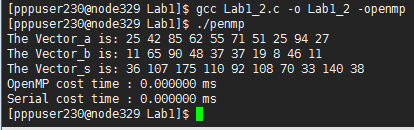 [pppuser230@node329 Lab1]$ gcc Lab1_2.c -o Lab1_2 -openmp
[pppuser230@node329 Lab1]$ ./penmp
The Vector_a is: 25 42 85 62 55 71 51 25 94 27
The Vector_b is: 11 65 90 48 37 37 19 8 46 11
The Vector_s is: 36 107 175 110 92 108 70 33 140 38
OpenMP cost time : 0.000000 ms
Serial cost time : 0.000000 ms
[pppuser230@node329 Lab1]$